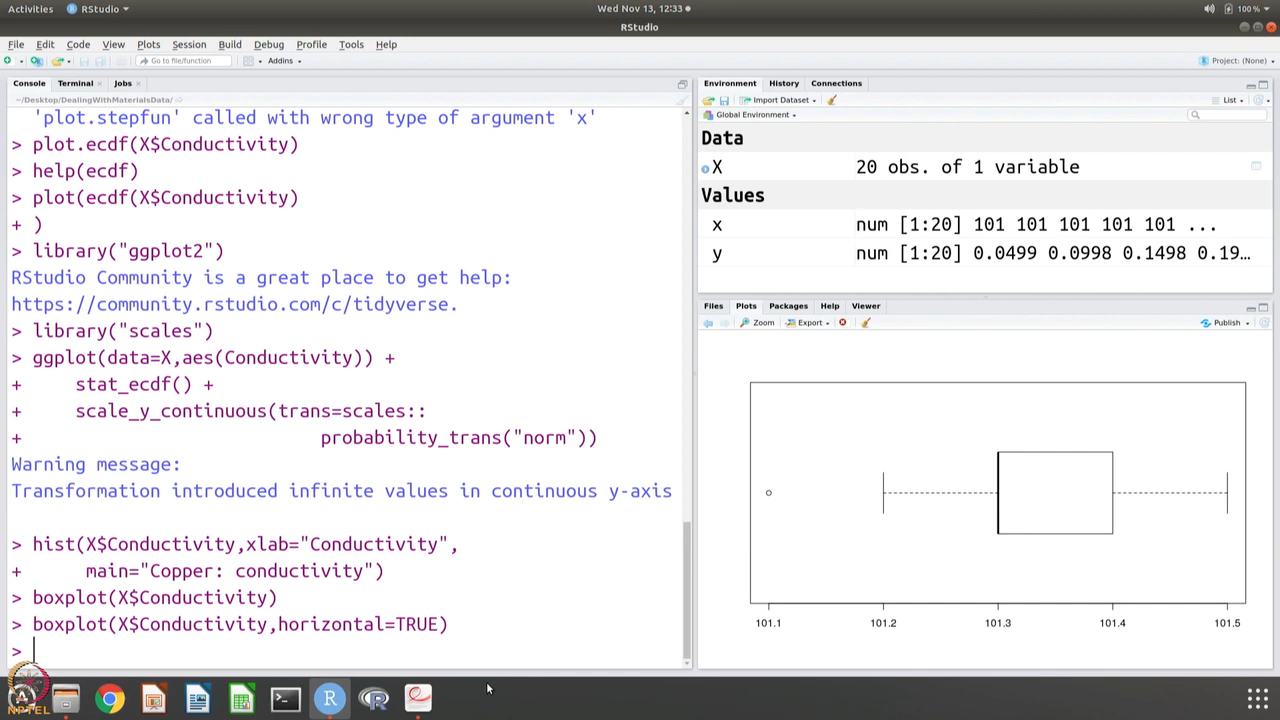 Activities RStudio Wed Nov 13, 12:33 100 %
RStudio
File Edit Code View Plots Session Build Debug Profile Tools Help
Go to file/function Addins Project: (None)
Console Terminal × Jobs ×
~/Desktop/DealingWithMaterialsData/
'plot.stepfun' called with wrong type of argument 'x'
> plot.ecdf(X$Conductivity)
> help(ecdf)
> plot(ecdf(X$Conductivity)
+ )
> library("ggplot2")
RStudio Community is a great place to get help:
https://community.rstudio.com/c/tidyverse.
> library("scales")
> ggplot(data=X,aes(Conductivity)) +
+     stat_ecdf() +
+     scale_y_continuous(trans=scales::
+                            probability_trans("norm"))
Warning message:
Transformation introduced infinite values in continuous y-axis
> hist(X$Conductivity,xlab="Conductivity",
+      main="Copper: conductivity")
> boxplot(X$Conductivity)
> boxplot(X$Conductivity,horizontal=TRUE)
>
Environment History Connections
Import Dataset List
Global Environment
Data
X 20 obs. of 1 variable
Values
x num [1:20] 101 101 101 101 101 ...
y num [1:20] 0.0499 0.0998 0.1498 0.19…
Files Plots Packages Help Viewer
Zoom Export Publish
101.1 101.2 101.3 101.4 101.5
NPTEL